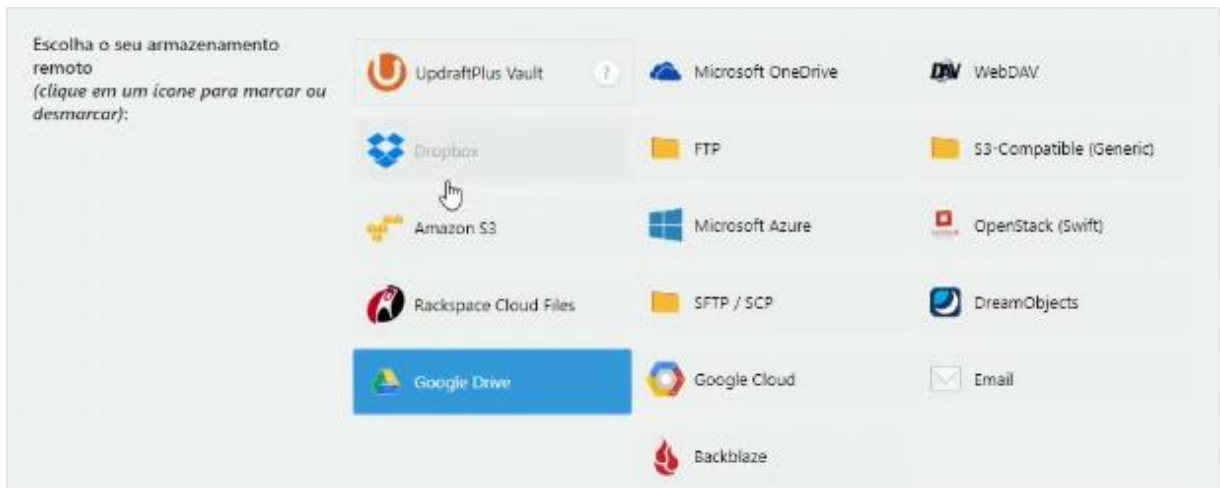 Escolha o seu armazenamento
remoto
(clique em um ícone para marcar ou
desmarcar):
UpdraftPlus Vault
?
Dropbox
Amazon S3
Rackspace Cloud Files
Google Drive
Microsoft OneDrive
FTP
Microsoft Azure
SFTP / SCP
Google Cloud
Backblaze
DAV
WebDAV
S3-Compatible (Generic)
OpenStack (Swift)
DreamObjects
Email